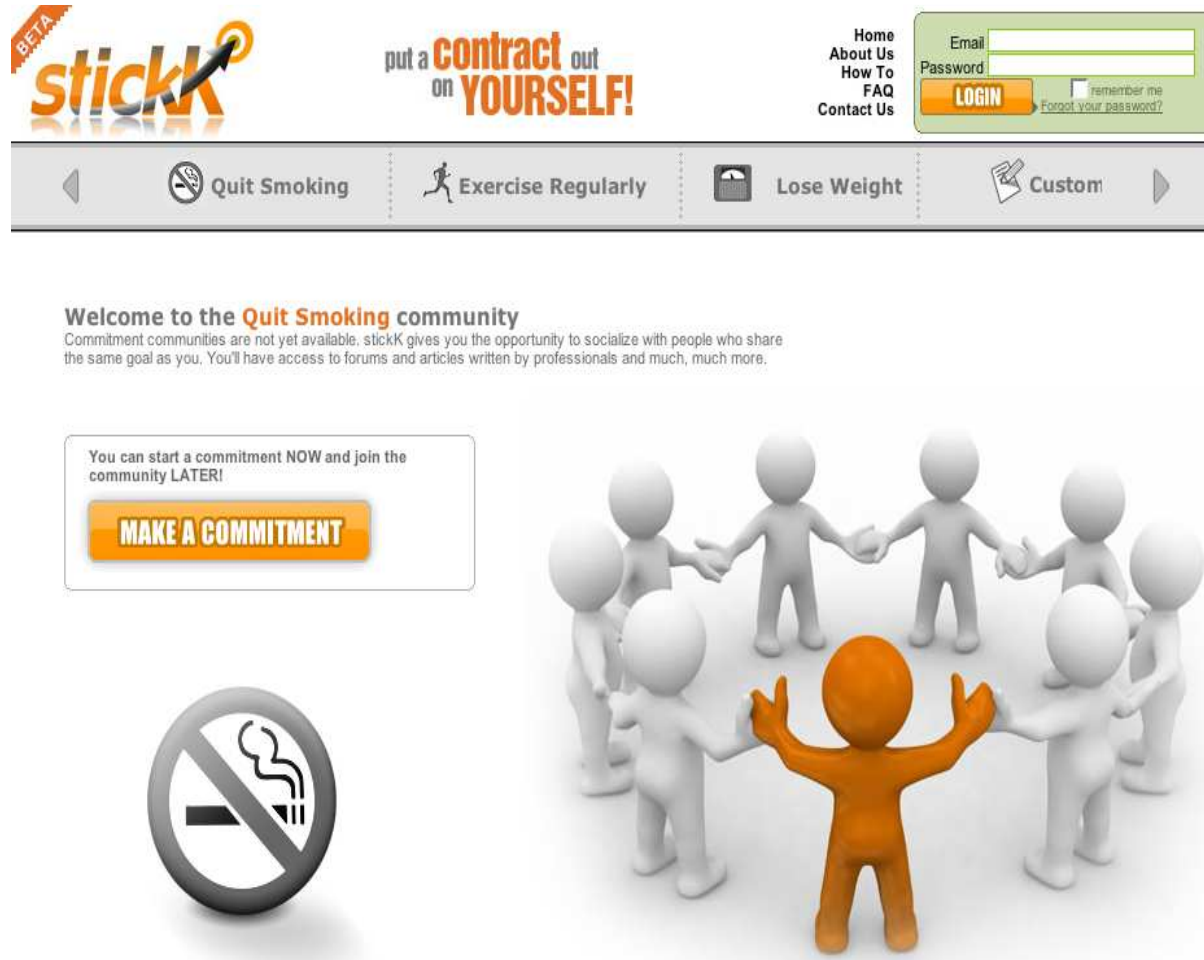 BETA
stickK
put a contract out
on YOURSELF!
Home
About Us
How To
FAQ
Contact Us
Email
Password
LOGIN
remember me
Forgot your password?
Quit Smoking
Exercise Regularly
Lose Weight
Custom
Welcome to the Quit Smoking community
Commitment communities are not yet available. stickK gives you the opportunity to socialize with people who share
the same goal as you. You'll have access to forums and articles written by professionals and much, much more.
You can start a commitment NOW and join the
community LATER!
MAKE A COMMITMENT